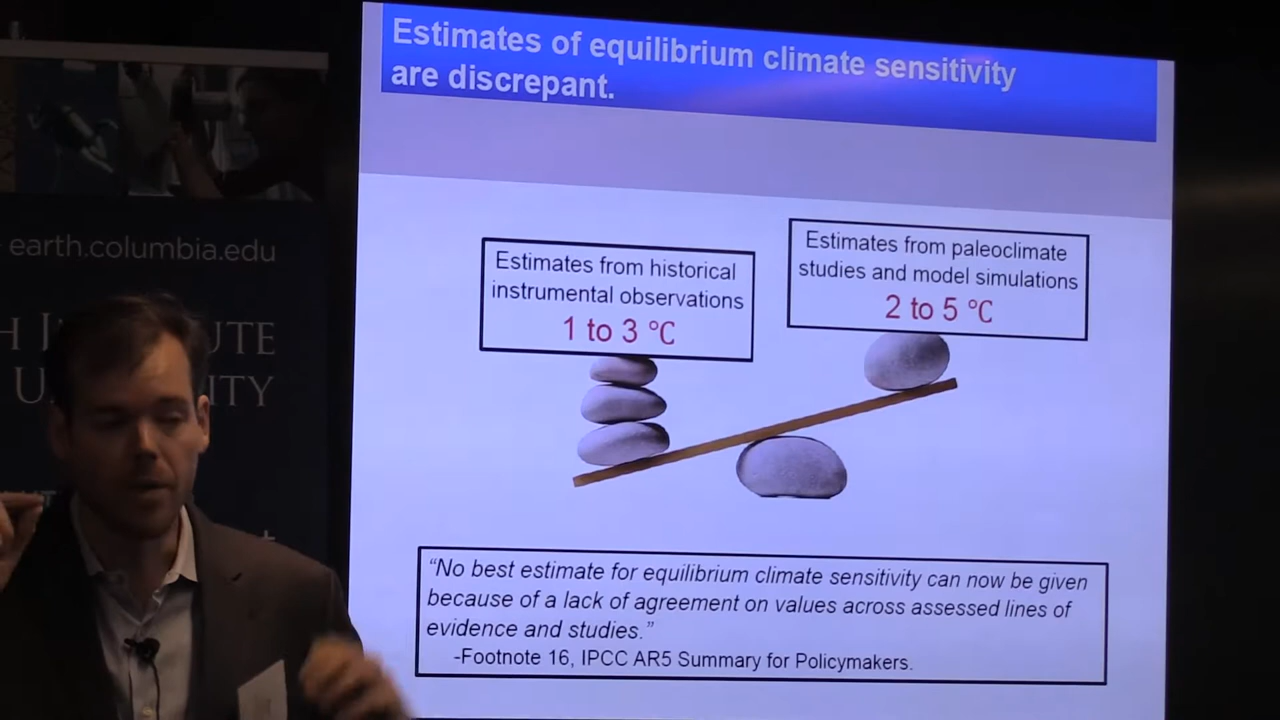 Estimates of equilibrium climate sensitivity
are discrepant.
earth.columbia.edu
Estimates from historical
instrumental observations
1 to 3 °C
Estimates from paleoclimate
studies and model simulations
2 to 5 °C
"No best estimate for equilibrium climate sensitivity can now be given
because of a lack of agreement on values across assessed lines of
evidence and studies."
-Footnote 16, IPCC AR5 Summary for Policymakers.